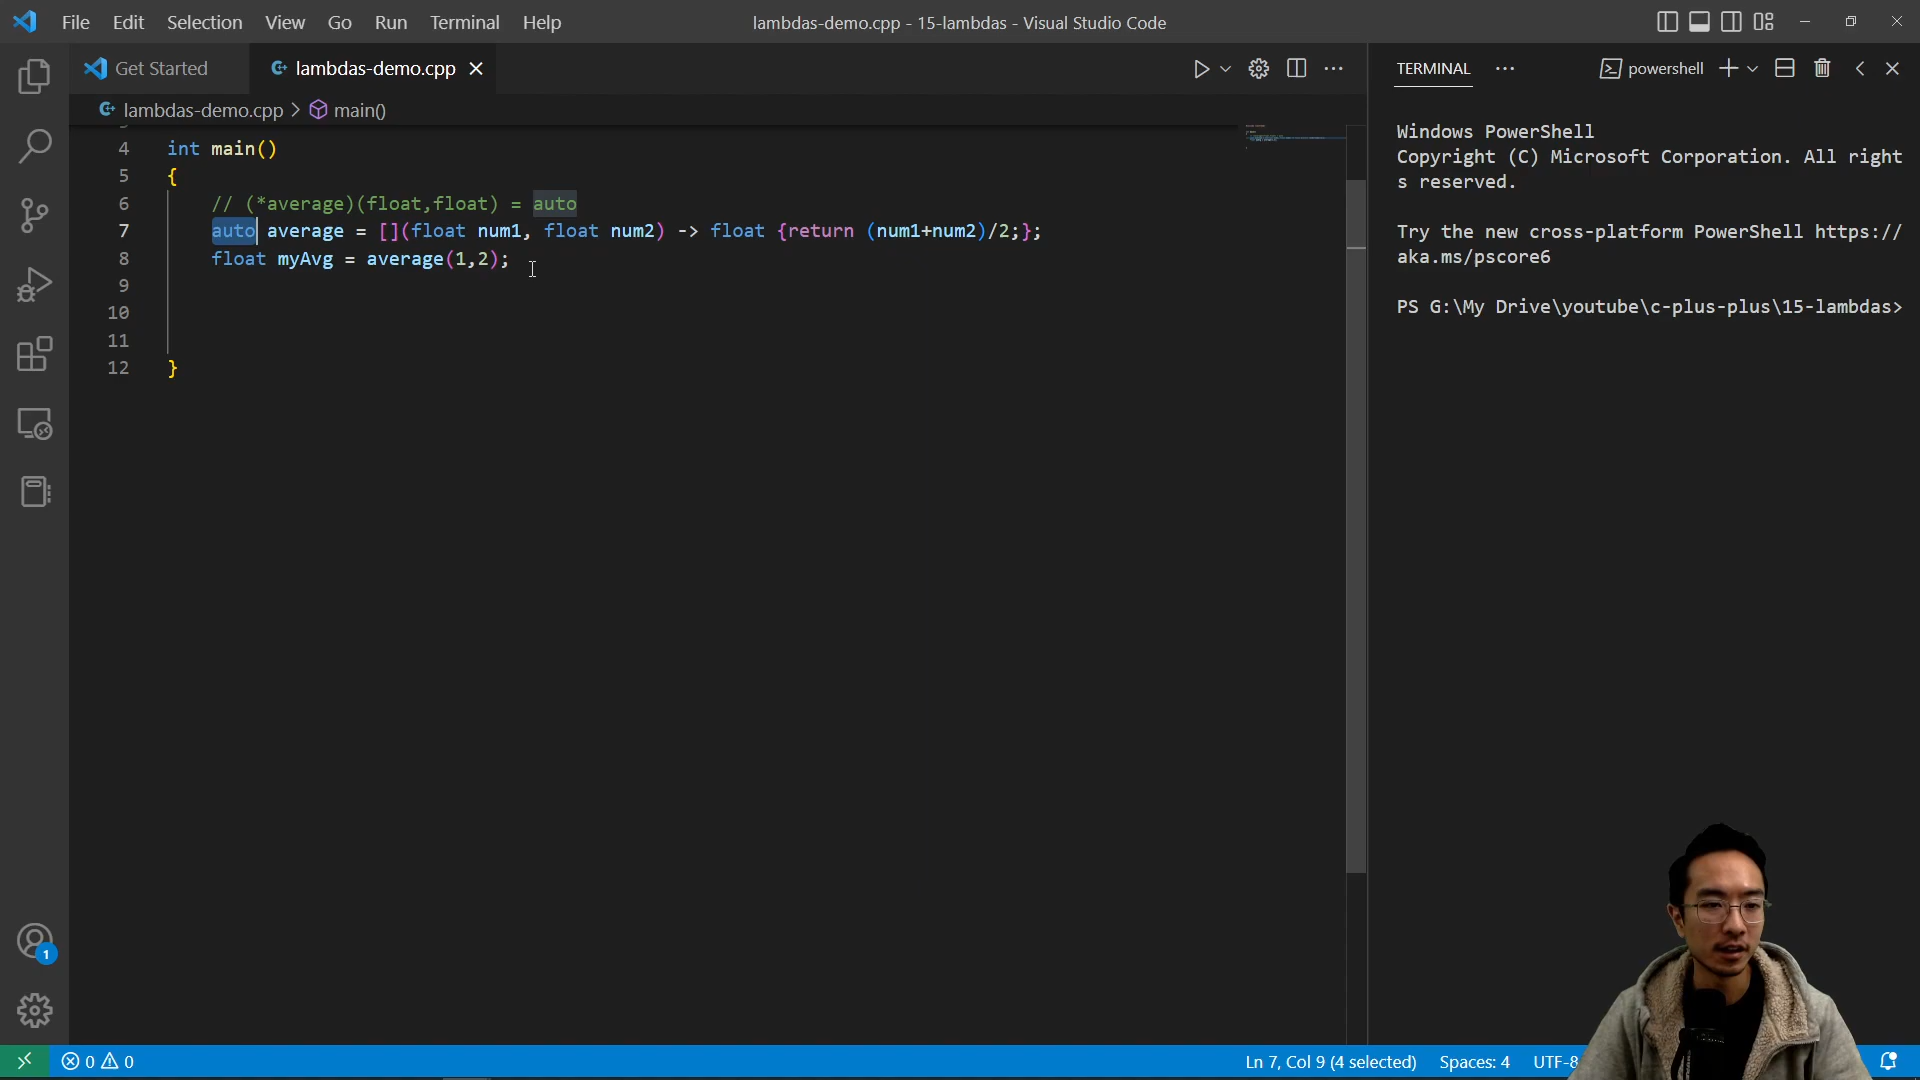 File Edit Selection View Go Run Terminal Help
lambdas-demo.cpp - 15-lambdas - Visual Studio Code
Get Started
lambdas-demo.cpp
TERMINAL
powershell
lambdas-demo.cpp > main()
4 int main()
5 {
6 // (*average)(float,float) = auto
7 auto average = [](float num1, float num2) -> float {return (num1+num2)/2;};
8 float myAvg = average(1,2);
9
10
11
12 }
Windows PowerShell
Copyright (C) Microsoft Corporation. All right
s reserved.
Try the new cross-platform PowerShell https://
aka.ms/pscore6
PS G:\My Drive\youtube\c-plus-plus\15-lambdas>
1
0 0
Ln 7, Col 9 (4 selected)
Spaces: 4
UTF-8